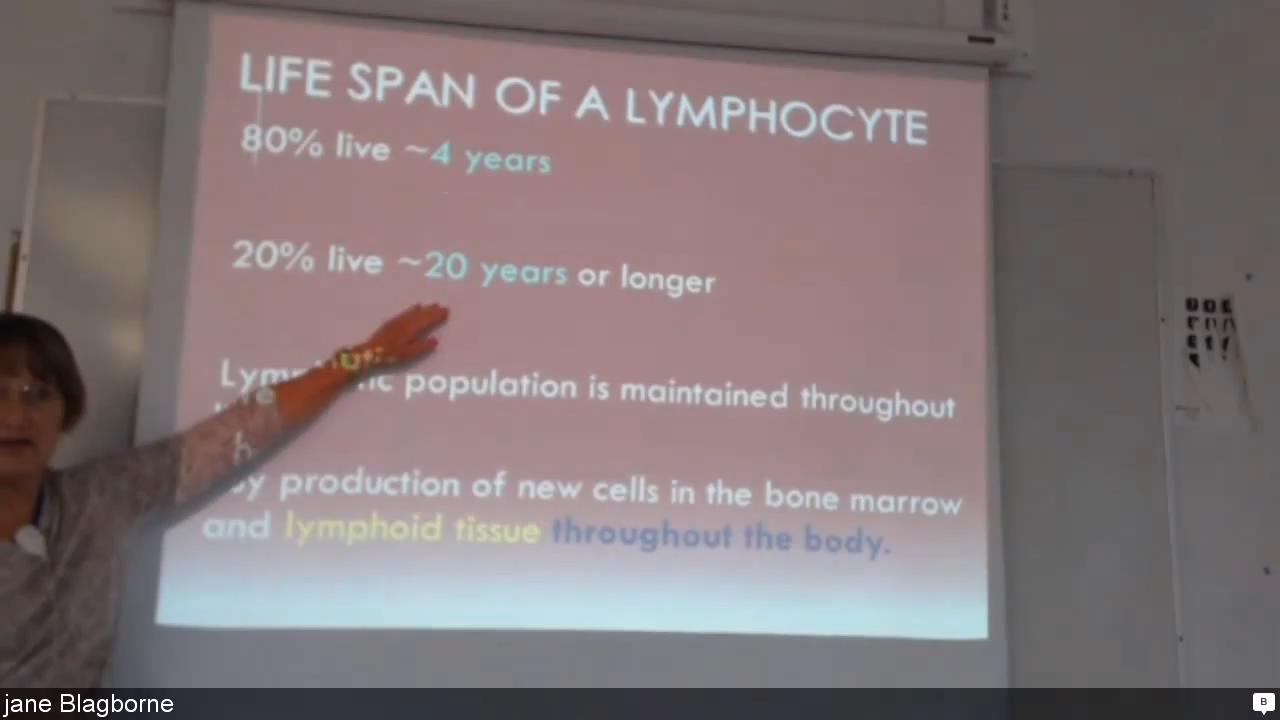 LIFE SPAN OF A LYMPHOCYTE
80% live ~4 years
20% live ~20 years or longer
population is maintained throughout
by production of new cells in the bone marrow
and lymphoid tissue throughout the body.
jane Blagborne
B